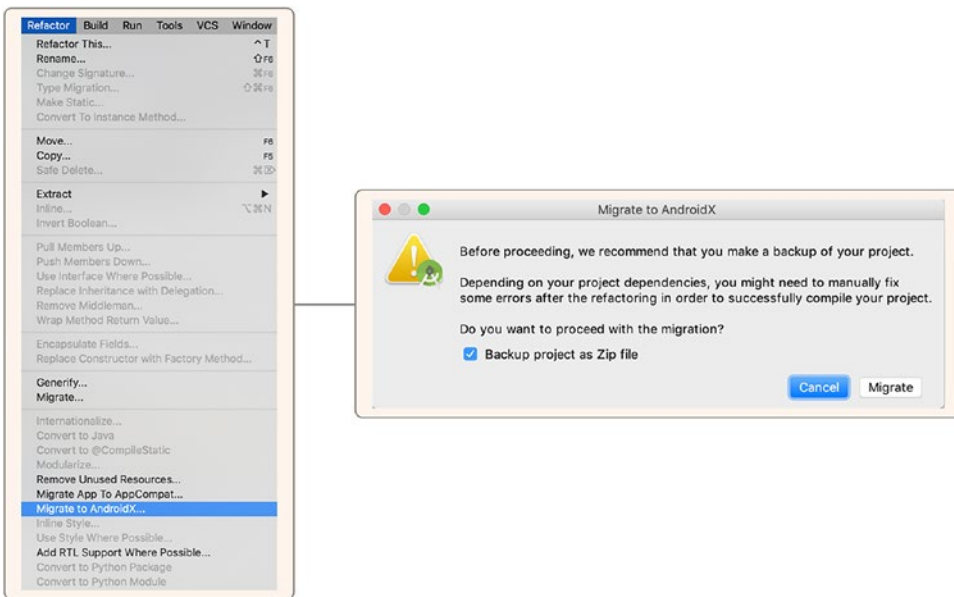 Refactor Build Run Tools VCS Window
Refactor This... ^T
Rename... ⇧F6
Change Signature... ⌘F6
Type Migration... ⇧⌘F6
Make Static...
Convert To Instance Method...
Move... F6
Copy... F5
Safe Delete... ⌘⌦
Extract ▶
Inline... ⌥⌘N
Invert Boolean...
Pull Members Up...
Push Members Down...
Use Interface Where Possible...
Replace Inheritance with Delegation...
Remove Middleman...
Wrap Method Return Value...
Encapsulate Fields...
Replace Constructor with Factory Method...
Generify...
Migrate...
Internationalize...
Convert to Java
Convert to @CompileStatic
Modularize...
Remove Unused Resources...
Migrate App To AppCompat...
Migrate to AndroidX...
Inline Style...
Use Style Where Possible...
Add RTL Support Where Possible...
Convert to Python Package
Convert to Python Module
Migrate to AndroidX
Before proceeding, we recommend that you make a backup of your project.
Depending on your project dependencies, you might need to manually fix
some errors after the refactoring in order to successfully compile your project.
Do you want to proceed with the migration?
Backup project as Zip file
Cancel Migrate